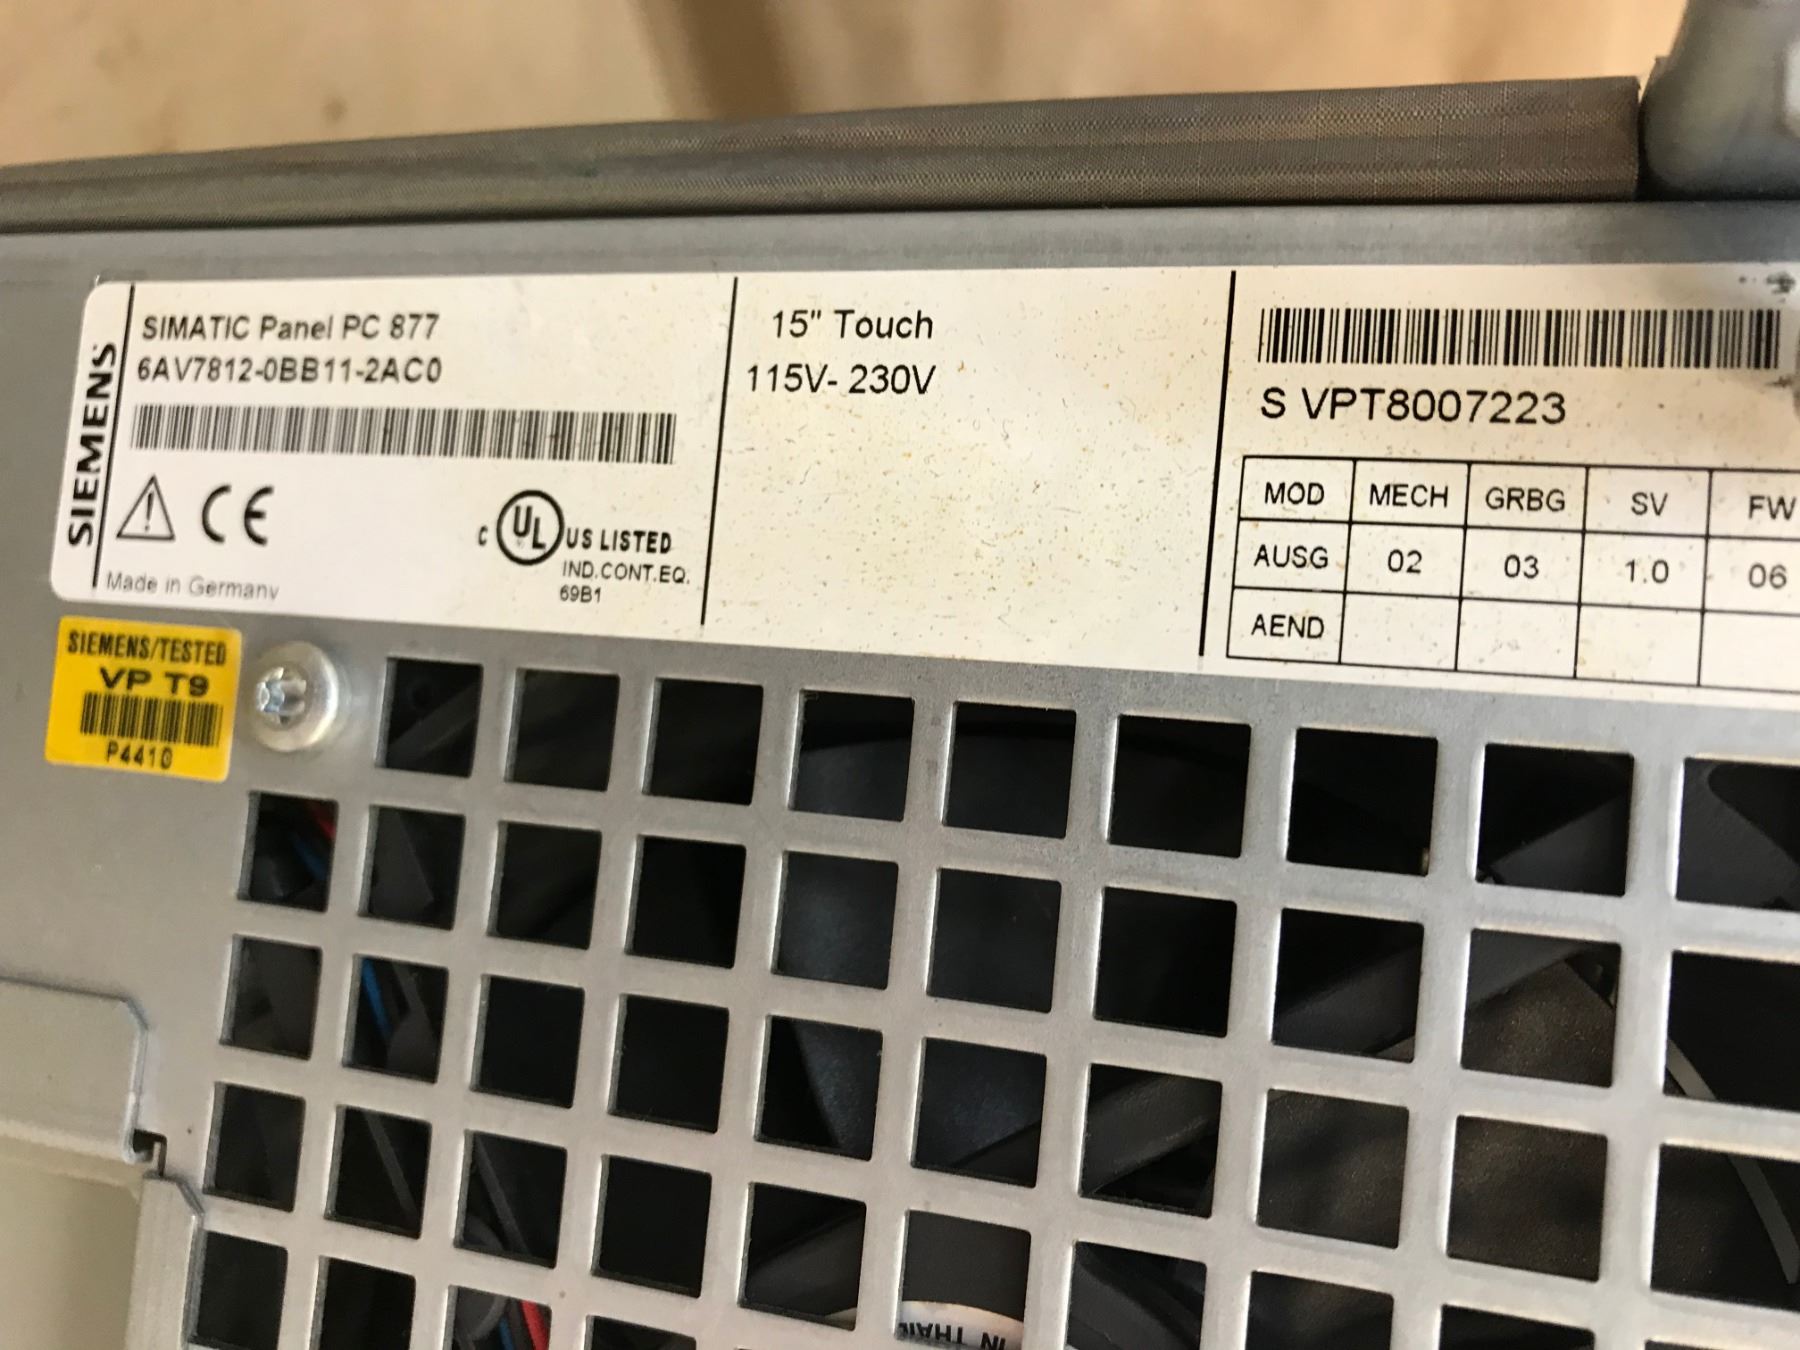 SIEMENS
SIMATIC Panel PC 877
6AV7812-0BB11-2AC0
CE
C UL US LISTED
IND.CONT.EQ.
69B1
Made in Germany
15" Touch
115V- 230V
S VPT8007223
MOD MECH GRBG SV FW
AUSG 02 03 1.0 06
AEND
SIEMENS/TESTED
VP T9
P4410
IN THAI